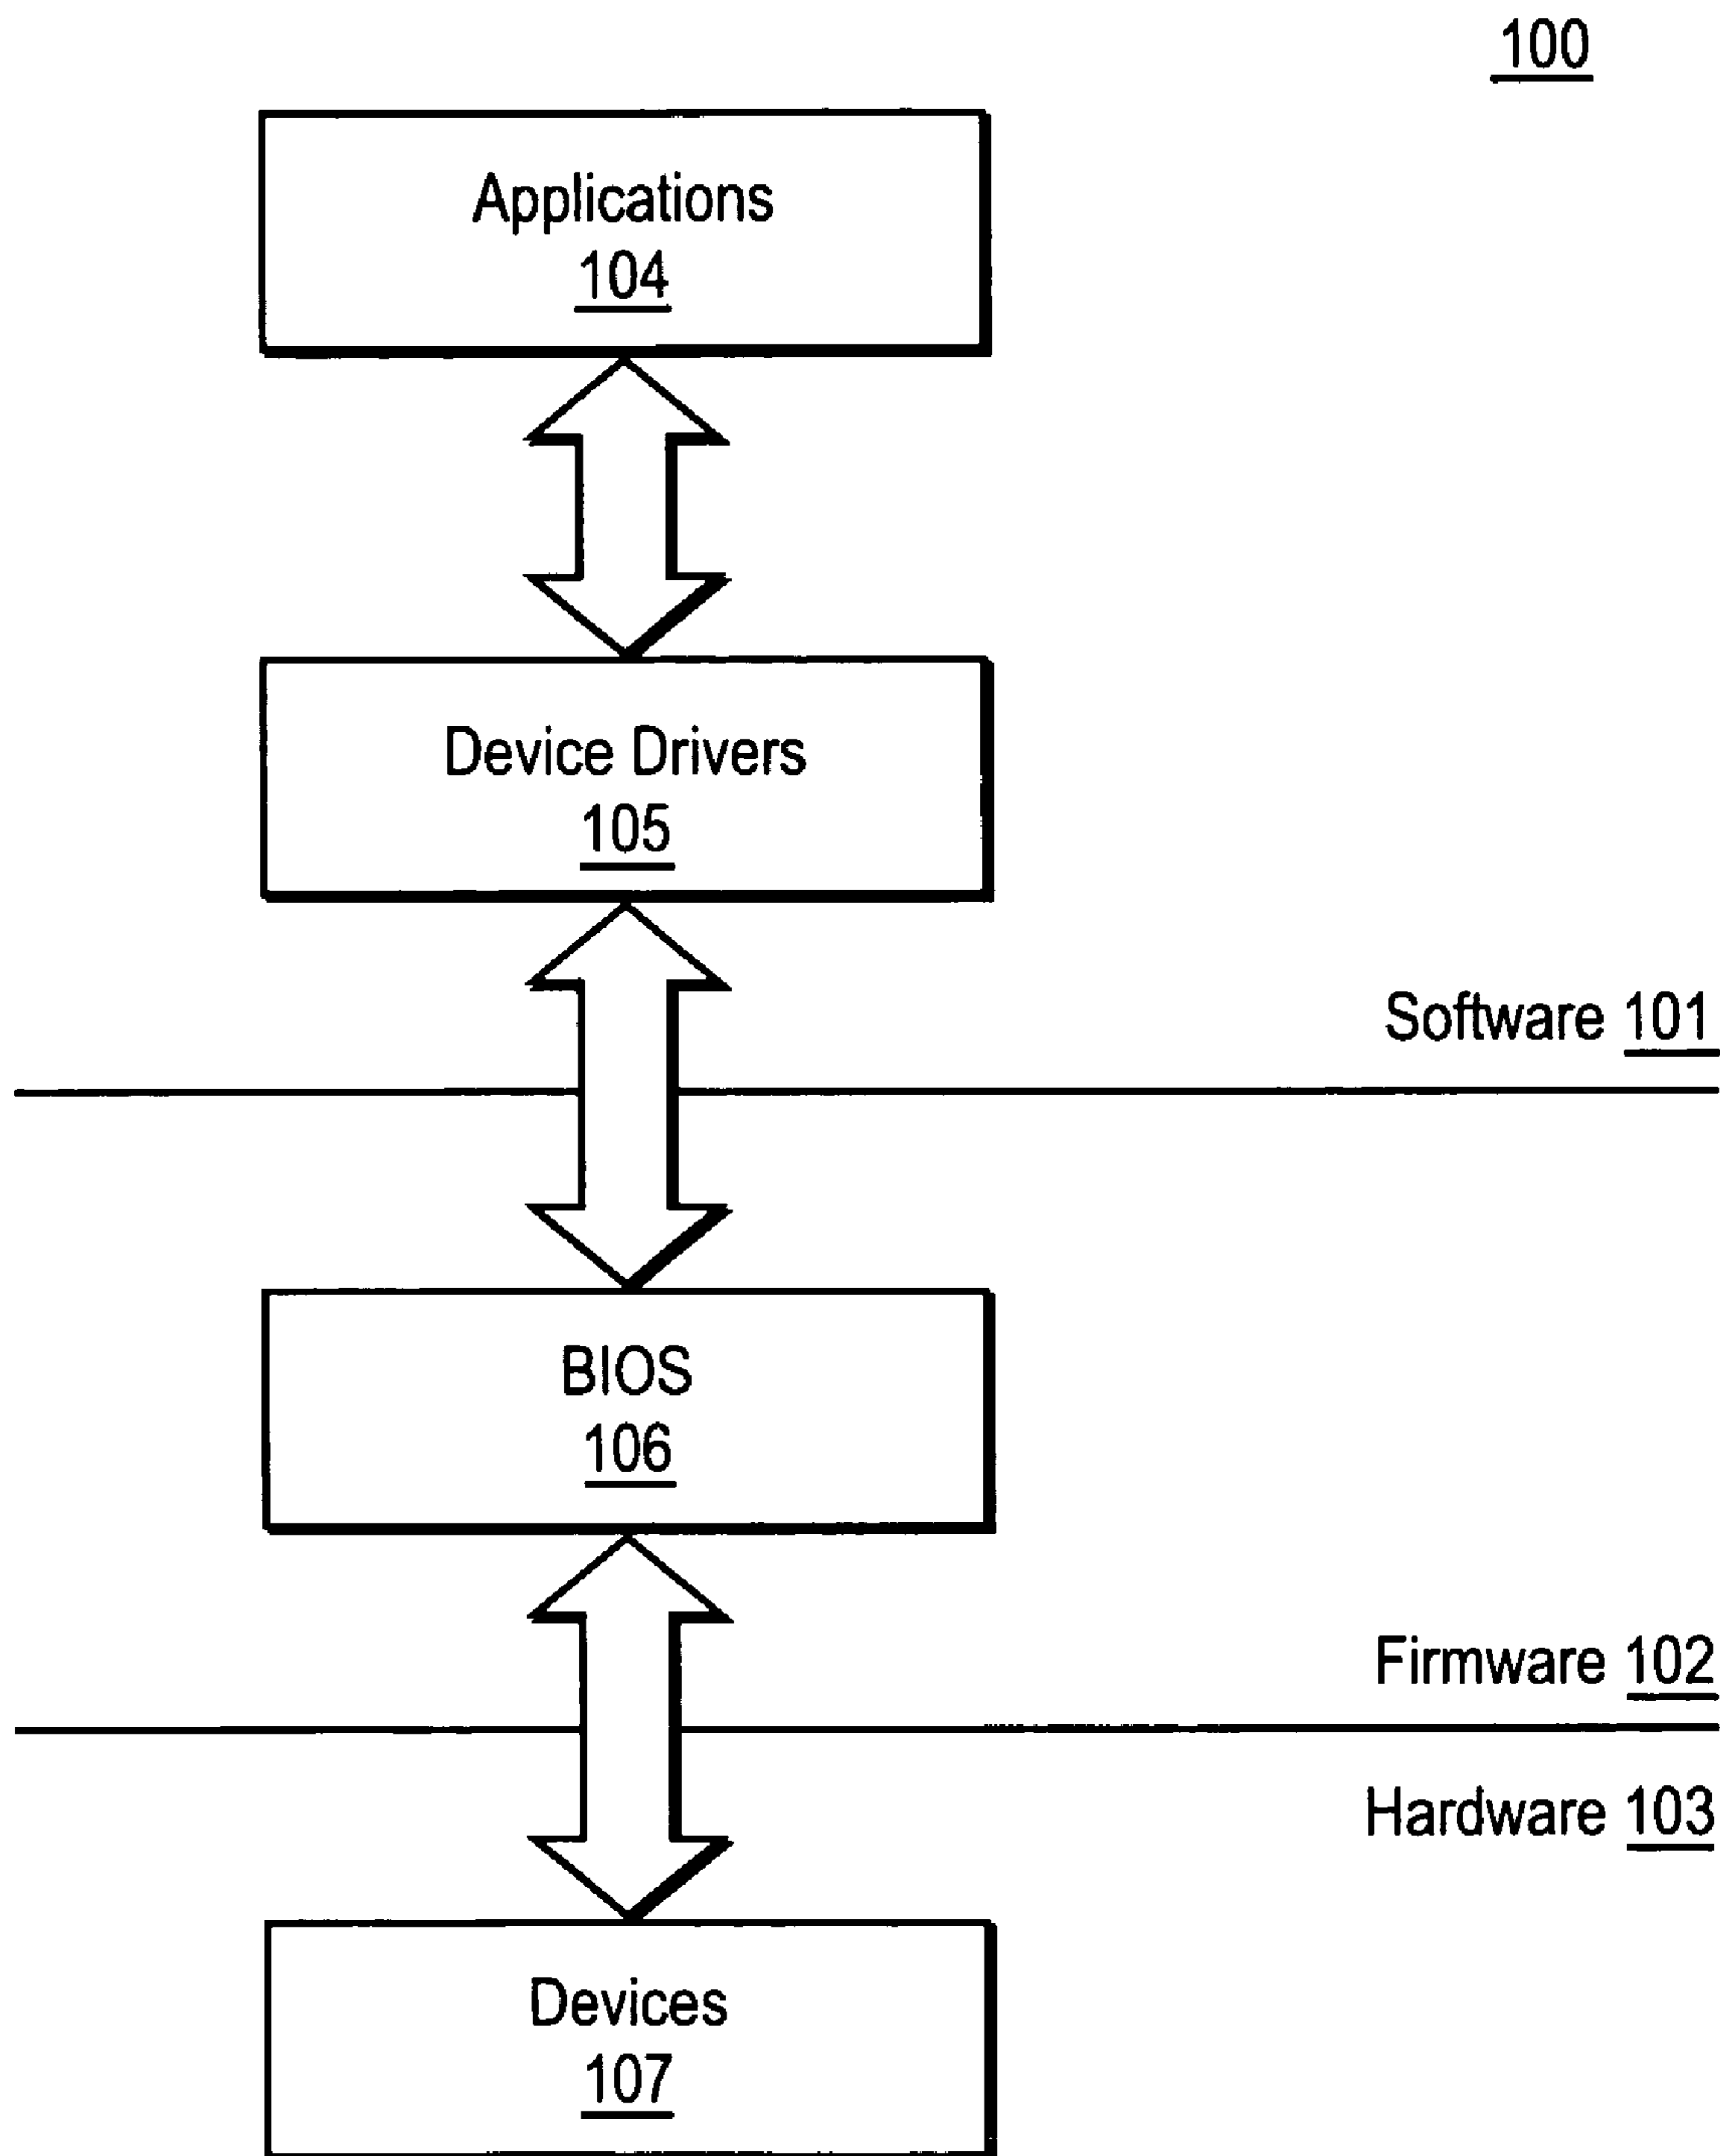 100
Applications
104
Device Drivers
105
Software 101
BIOS
106
Firmware 102
Hardware 103
Devices
107